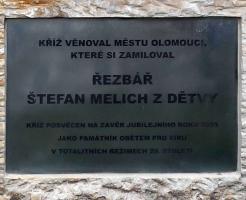 KŘÍŽ VĚNOVAL MĚSTU OLOMOUCI,
KTERÉ SI ZAMILOVAL
ŘEZBÁŘ
ŠTEFAN MELICH Z DĚTVY
KŘÍŽ POSVĚCEN NA ZÁVĚR JUBILEJNÍHO ROKU
JAKO PAMÁTNÍK OBĚTEM PRO VÍRU
V TOTALITNÍCH REŽIMECH 20. STOLETÍ